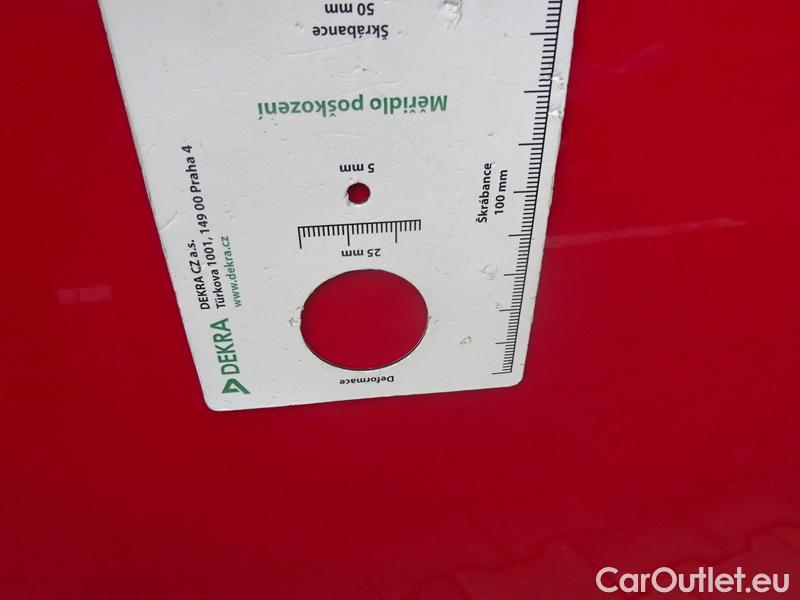 Škrábance
50 mm
Měřidlo poškození
5 mm
25 mm
Deformace
Škrábance
100 mm
DEKRA
DEKRA CZ a.s.
Türkova 1001, 149 00 Praha 4
www.dekra.cz
CarOutlet.eu